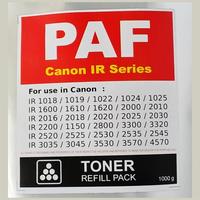 PAF
Canon IR Series
For use in Canon :
IR 1018 / 1019 / 1022 / 1024 / 1025
IR 1600 / 1610 / 1620 / 2000 / 2010
IR 2016 / 2018 / 2020 / 2025 / 2030
IR 2200 / 1150 / 2800 / 3300 / 3320
IR 2520 / 2525 / 2530 / 2535 / 2545
IR 3035 / 3045 / 3530 / 3570 / 4570
TONER
REFILL PACK
1000 g